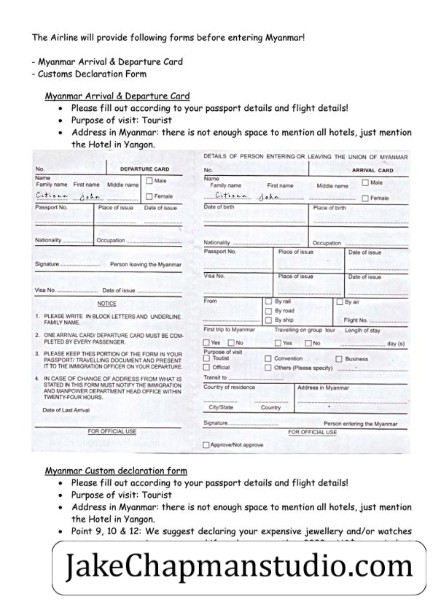 The Airline will provide following forms before entering Myanmar!
- Myanmar Arrival & Departure Card
- Customs Declaration Form
Myanmar Arrival & Departure Card
• Please fill out according to your passport details and flight details!
• Purpose of visit: Tourist
• Address in Myanmar: there is not enough space to mention all hotels, just mention
the Hotel in Yangon.
No. DEPARTURE CARD
Name
Family name First name Middle name
Male
Female
Citizen John
Passport No. Place of issue Date of issue
Nationality Occupation
Signature Person leaving the Myanmar
Visa No. Date of issue
NOTICE
1. PLEASE WRITE IN BLOCK LETTERS AND UNDERLINE
FAMILY NAME.
2. ONE ARRIVAL CARD/ DEPARTURE CARD MUST BE COM-
PLETED BY EVERY PASSENGER.
3. PLEASE KEEP THIS PORTION OF THE FORM IN YOUR
PASSPORT/ TRAVELLING DOCUMENT AND PRESENT
IT TO THE IMMIGRATION OFFICER ON YOUR DEPARTURE.
4. IN CASE OF CHANGE OF ADDRESS FROM WHAT IS
STATED IN THIS FORM MUST NOTIFY THE IMMIGRATION
AND MANPOWER DEPARTMENT HEAD OFFICE WITHIN
TWENTY-FOUR HOURS.
Date of Last Arrival
FOR OFFICIAL USE
DETAILS OF PERSON ENTERING OR LEAVING THE UNION OF MYANMAR
No. ARRIVAL CARD
Name
Family name First name Middle name
Male
Female
Citizen John
Date of birth Place of birth
Nationality Occupation
Passport No. Place of issue Date of issue
Visa No. Place of issue Date of issue
From By rail By air
By road
By ship Flight No.
First trip to Myanmar Travelling on group tour Length of stay
Yes No Yes No day (s)
Purpose of visit
Toutist Convention Business
Official Others (Please specify)
Transit to
Country of residence Address in Myanmar
City/State Country
Signature Person entering the Myanmar
FOR OFFICIAL USE
Approve/Not approve
Myanmar Custom declaration form
• Please fill out according to your passport details and flight details!
• Purpose of visit: Tourist
• Address in Myanmar: there is not enough space to mention all hotels, just mention
the Hotel in Yangon.
• Point 9, 10 & 12: We suggest declaring your expensive jewellery and/or watches
JakeChapmanstudio.com